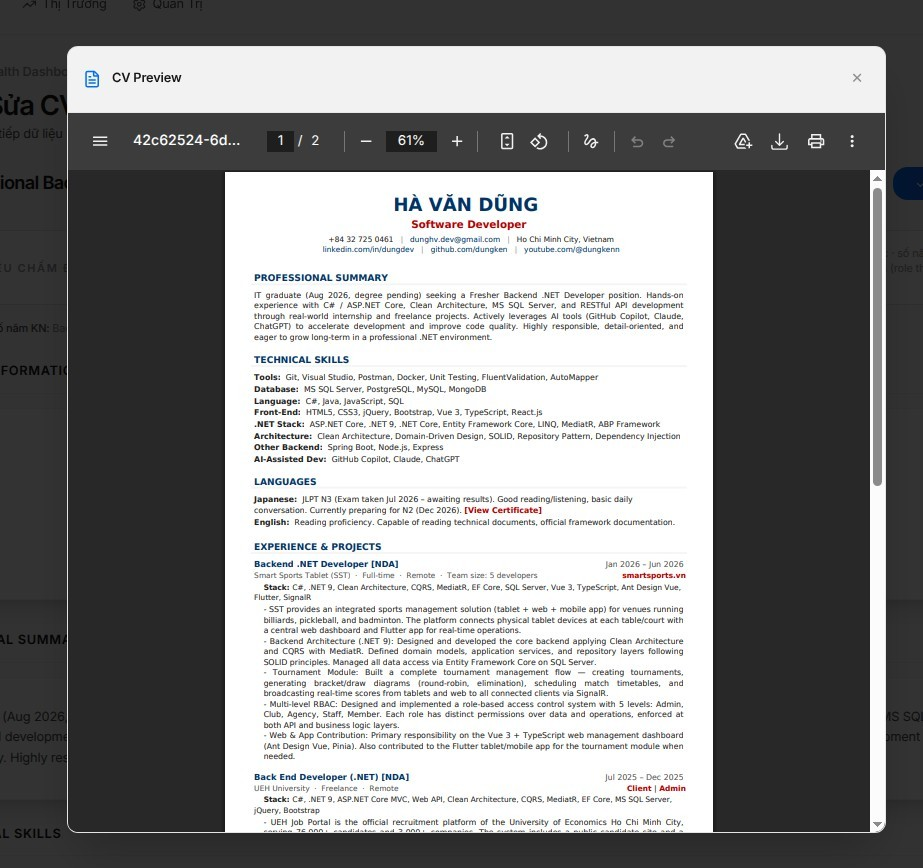 Thị Trường
Quản Trị
alth Dashbo
Sửa CV
tiếp dữ liệu
ional Bac
ỆU CHẤM Đ
ố năm KN: Ba
FORMATIO
AL SUMMA
(Aug 2026,
d developme
y. Highly res
AL SKILLS
số nă
(role th
MS SQL
pment
CV Preview
42c62524-6d...
1 / 2
61%
HÀ VĂN DŨNG
Software Developer
+84 32 725 0461 | dunghv.dev@gmail.com | Ho Chi Minh City, Vietnam
linkedin.com/in/dungdev | github.com/dungken | youtube.com/@dungkenn
PROFESSIONAL SUMMARY
IT graduate (Aug 2026, degree pending) seeking a Fresher Backend .NET Developer position. Hands-on
experience with C# / ASP.NET Core, Clean Architecture, MS SQL Server, and RESTful API development
through real-world internship and freelance projects. Actively leverages AI tools (GitHub Copilot, Claude,
ChatGPT) to accelerate development and improve code quality. Highly responsible, detail-oriented, and
eager to grow long-term in a professional .NET environment.
TECHNICAL SKILLS
Tools: Git, Visual Studio, Postman, Docker, Unit Testing, FluentValidation, AutoMapper
Database: MS SQL Server, PostgreSQL, MySQL, MongoDB
Language: C#, Java, JavaScript, SQL
Front-End: HTML5, CSS3, jQuery, Bootstrap, Vue 3, TypeScript, React.js
.NET Stack: ASP.NET Core, .NET 9, .NET Core, Entity Framework Core, LINQ, MediatR, ABP Framework
Architecture: Clean Architecture, Domain-Driven Design, SOLID, Repository Pattern, Dependency Injection
Other Backend: Spring Boot, Node.js, Express
AI-Assisted Dev: GitHub Copilot, Claude, ChatGPT
LANGUAGES
Japanese: JLPT N3 (Exam taken Jul 2026 – awaiting results). Good reading/listening, basic daily
conversation. Currently preparing for N2 (Dec 2026). [View Certificate]
English: Reading proficiency. Capable of reading technical documents, official framework documentation.
EXPERIENCE & PROJECTS
Backend .NET Developer [NDA] Jan 2026 – Jun 2026
Smart Sports Tablet (SST) · Full-time · Remote · Team size: 5 developers smartsports.vn
Stack: C#, .NET 9, Clean Architecture, CQRS, MediatR, EF Core, SQL Server, Vue 3, TypeScript, Ant Design Vue,
Flutter, SignalR
- SST provides an integrated sports management solution (tablet + web + mobile app) for venues running
billiards, pickleball, and badminton. The platform connects physical tablet devices at each table/court with
a central web dashboard and Flutter app for real-time operations.
- Backend Architecture (.NET 9): Designed and developed the core backend applying Clean Architecture
and CQRS with MediatR. Defined domain models, application services, and repository layers following
SOLID principles. Managed all data access via Entity Framework Core on SQL Server.
- Tournament Module: Built a complete tournament management flow — creating tournaments,
generating bracket/draw diagrams (round-robin, elimination), scheduling match timetables, and
broadcasting real-time scores from tablets and web to all connected clients via SignalR.
- Multi-level RBAC: Designed and implemented a role-based access control system with 5 levels: Admin,
Club, Agency, Staff, Member. Each role has distinct permissions over data and operations, enforced at
both API and business logic layers.
- Web & App Contribution: Primary responsibility on the Vue 3 + TypeScript web management dashboard
(Ant Design Vue, Pinia). Also contributed to the Flutter tablet/mobile app for the tournament module when
needed.
Back End Developer (.NET) [NDA] Jul 2025 – Dec 2025
UEH University · Freelance · Remote Client | Admin
Stack: C#, .NET 9, ASP.NET Core MVC, Web API, Clean Architecture, CQRS, MediatR, EF Core, MS SQL Server,
jQuery, Bootstrap
- UEH Job Portal is the official recruitment platform of the University of Economics Ho Chi Minh City,
serving 76,000+ candidates and 3,000+ companies. The system includes a public candidate site and a